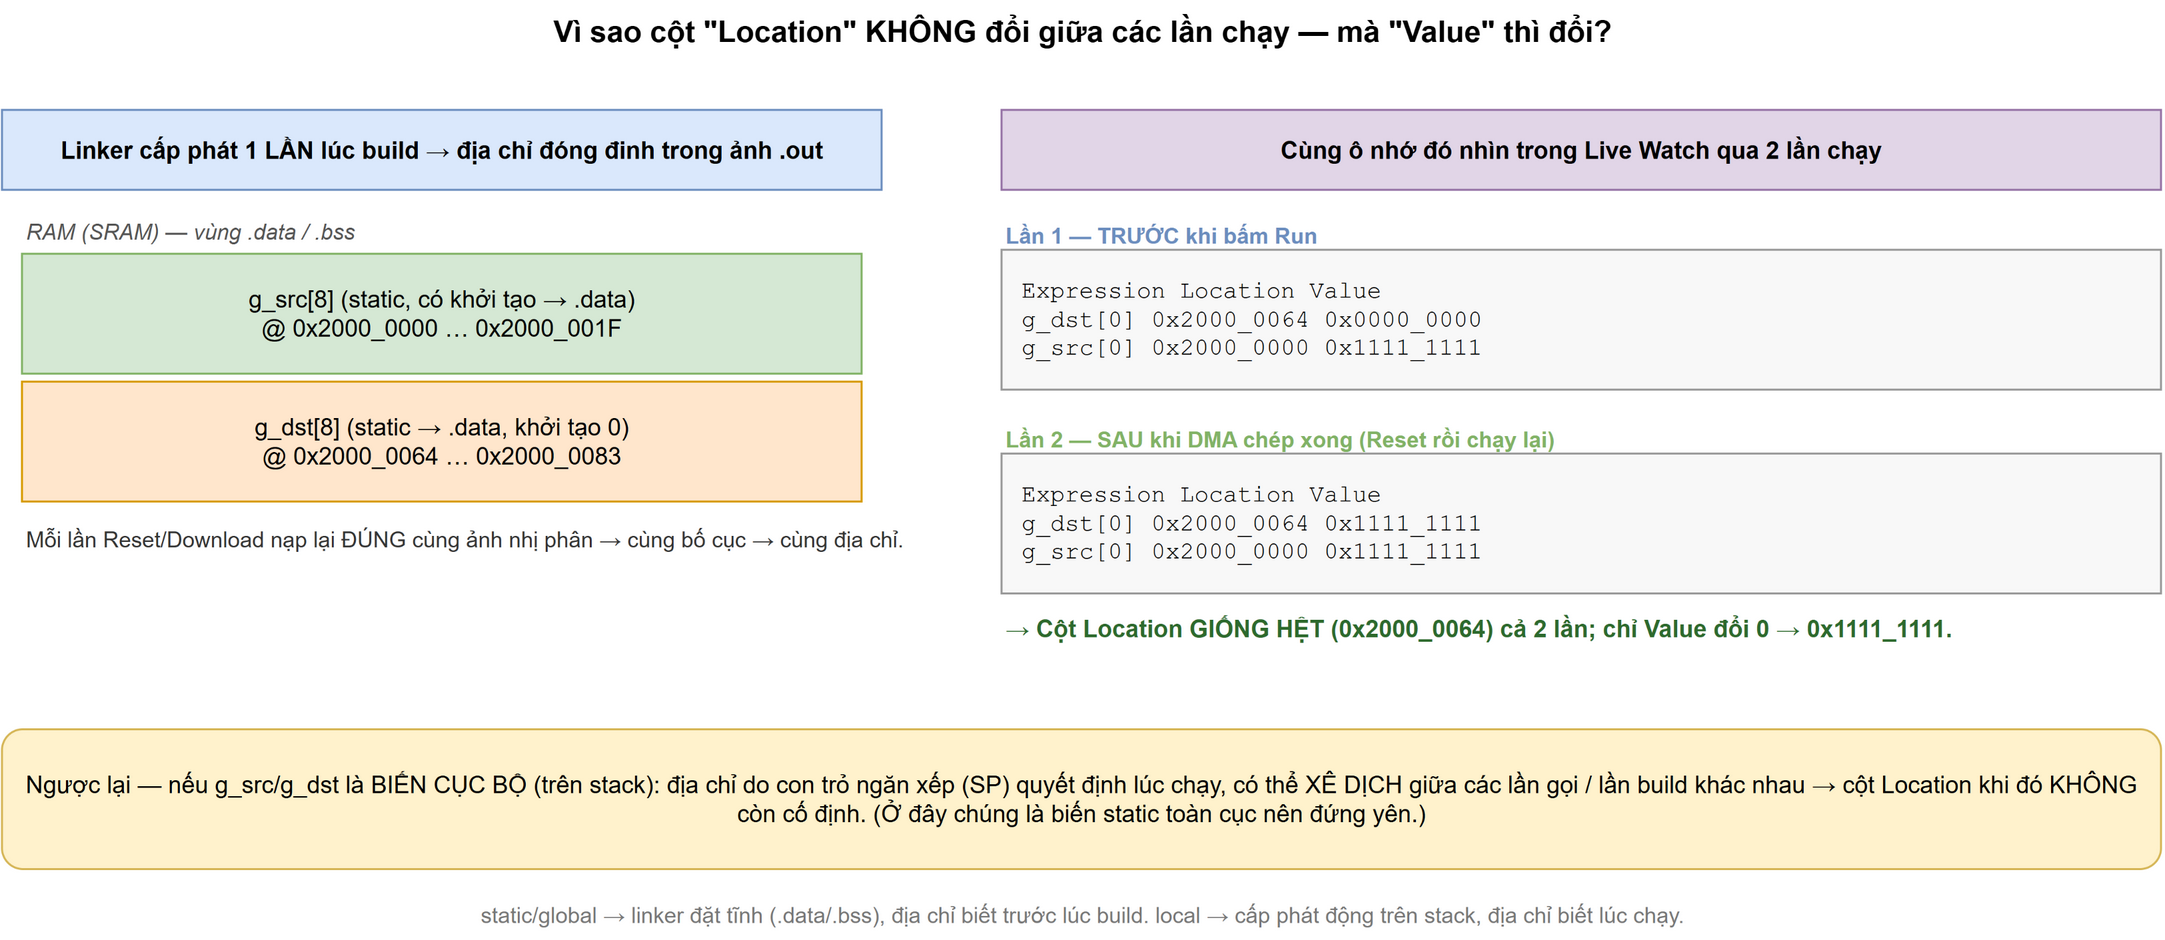 Vì sao cột "Location" KHÔNG đổi giữa các lần chạy — mà "Value" thì đổi?
Linker cấp phát 1 LẦN lúc build → địa chỉ đóng đinh trong ảnh .out
RAM (SRAM) — vùng .data / .bss
g_src[8] (static, có khởi tạo → .data)
@ 0x2000_0000 … 0x2000_001F
g_dst[8] (static → .data, khởi tạo 0)
@ 0x2000_0064 … 0x2000_0083
Mỗi lần Reset/Download nạp lại ĐÚNG cùng ảnh nhị phân → cùng bố cục → cùng địa chỉ.
Cùng ô nhớ đó nhìn trong Live Watch qua 2 lần chạy
Lần 1 — TRƯỚC khi bấm Run
Expression Location Value
g_dst[0] 0x2000_0064 0x0000_0000
g_src[0] 0x2000_0000 0x1111_1111
Lần 2 — SAU khi DMA chép xong (Reset rồi chạy lại)
Expression Location Value
g_dst[0] 0x2000_0064 0x1111_1111
g_src[0] 0x2000_0000 0x1111_1111
→ Cột Location GIỐNG HỆT (0x2000_0064) cả 2 lần; chỉ Value đổi 0 → 0x1111_1111.
Ngược lại — nếu g_src/g_dst là BIẾN CỤC BỘ (trên stack): địa chỉ do con trỏ ngăn xếp (SP) quyết định lúc chạy, có thể XÊ DỊCH giữa các lần gọi / lần build khác nhau → cột Location khi đó KHÔNG
còn cố định. (Ở đây chúng là biến static toàn cục nên đứng yên.)
static/global → linker đặt tĩnh (.data/.bss), địa chỉ biết trước lúc build. local → cấp phát động trên stack, địa chỉ biết lúc chạy.